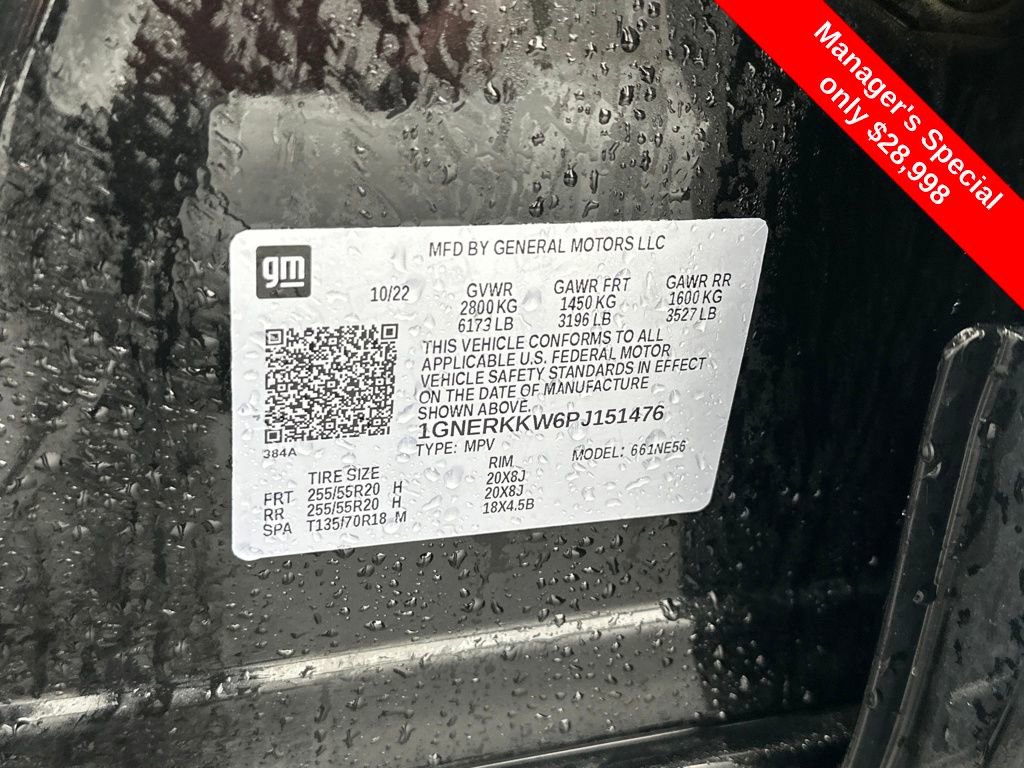 Manager's Special
only $28,998
gm
MFD BY GENERAL MOTORS LLC
10/22
GVWR GAWR FRT GAWR RR
2800 KG 1450 KG 1600 KG
6173 LB 3196 LB 3527 LB
THIS VEHICLE CONFORMS TO ALL
APPLICABLE U.S. FEDERAL MOTOR
VEHICLE SAFETY STANDARDS IN EFFECT
ON THE DATE OF MANUFACTURE
SHOWN ABOVE.
1GNERKKW6PJ151476
TYPE: MPV MODEL: 661NE56
384A
TIRE SIZE RIM
FRT 255/55R20 H 20X8J
RR 255/55R20 H 20X8J
SPA T135/70R18 M 18X4.5B